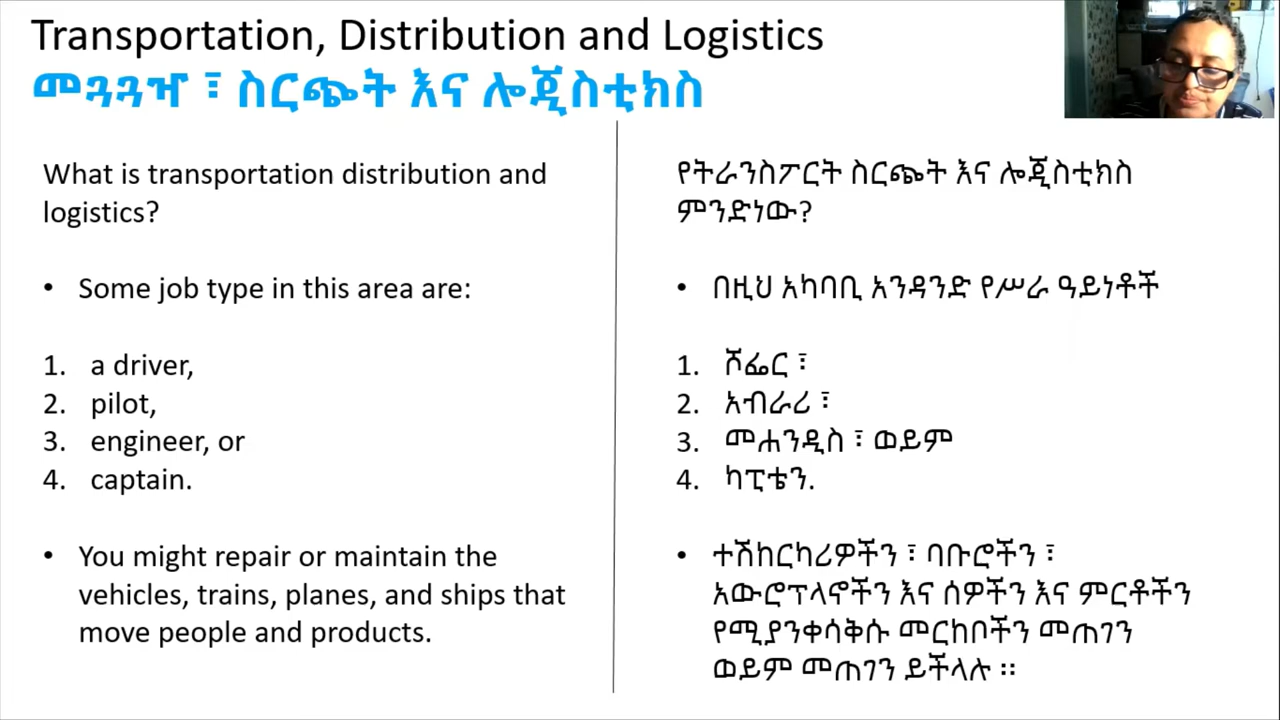 Transportation, Distribution and Logistics
መጓጓዣ ፣ ስርጭት እና ሎጂስቲክስ
What is transportation distribution and
logistics?
• Some job type in this area are:
1. a driver,
2. pilot,
3. engineer, or
4. captain.
• You might repair or maintain the
vehicles, trains, planes, and ships that
move people and products.
የትራንስፖርት ስርጭት እና ሎጂስቲክስ
ምንድነው?
• በዚህ አካባቢ አንዳንድ የሥራ ዓይነቶች
1. ሾፌር ፣
2. አብራሪ ፣
3. መሐንዲስ ፣ ወይም
4. ካፒቴን.
• ተሽከርካሪዎችን ፣ ባቡሮችን ፣
አውሮፕላኖችን እና ሰዎችን እና ምርቶችን
የሚያንቀሳቅሱ መርከቦችን መጠገን
ወይም መጠገን ይችላሉ ፡፡